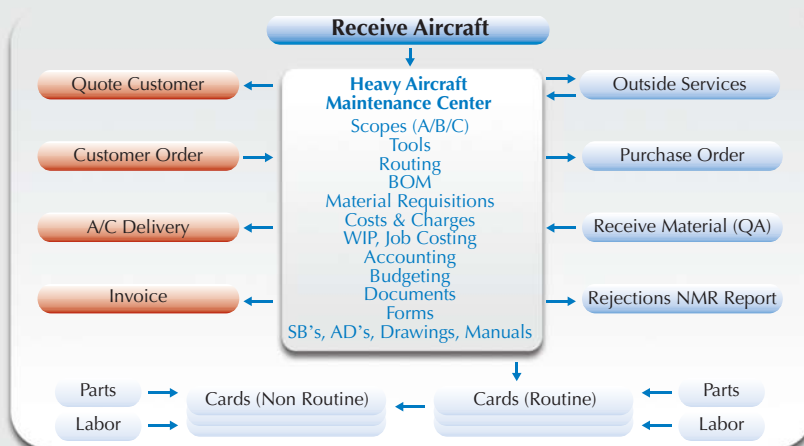 Receive Aircraft
Quote Customer
Customer Order
A/C Delivery
Invoice
Heavy Aircraft
Maintenance Center
Scopes (A/B/C)
Tools
Routing
BOM
Material Requisitions
Costs & Charges
WIP, Job Costing
Accounting
Budgeting
Documents
Forms
SB's, AD's, Drawings, Manuals
Outside Services
Purchase Order
Receive Material (QA)
Rejections NMR Report
Parts
Labor
Cards (Non Routine)
Cards (Routine)
Parts
Labor